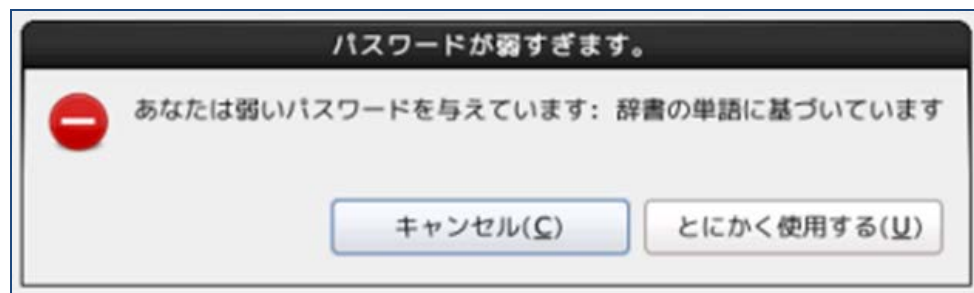 パスワードが弱すぎます。
あなたは弱いパスワードを与えています: 辞書の単語に基づいています
キャンセル(C)
とにかく使用する(U)